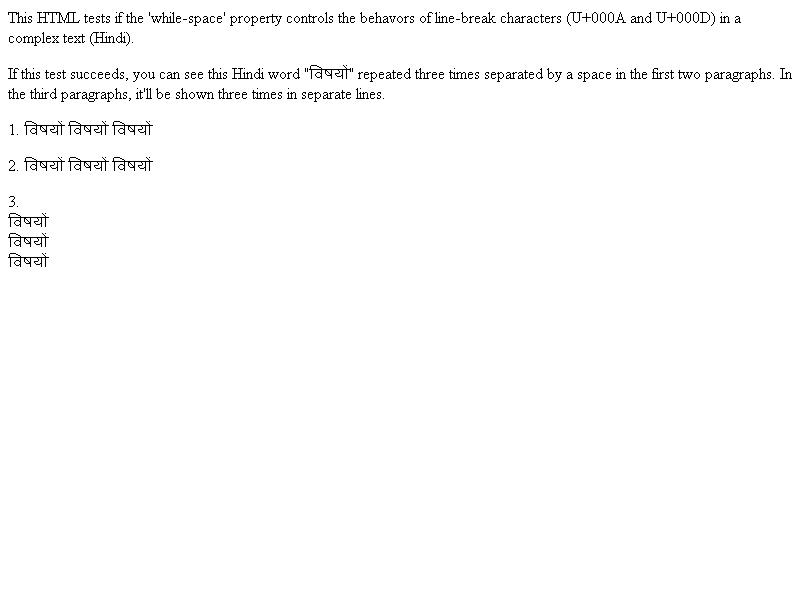 This HTML tests if the 'while-space' property controls the behavors of line-break characters (U+000A and U+000D) in a
complex text (Hindi).
If this test succeeds, you can see this Hindi word "विषयों" repeated three times separated by a space in the first two paragraphs. In
the third paragraphs, it'll be shown three times in separate lines.
1. विषयों विषयों विषयों
2. विषयों विषयों विषयों
3.
विषयों
विषयों
विषयों